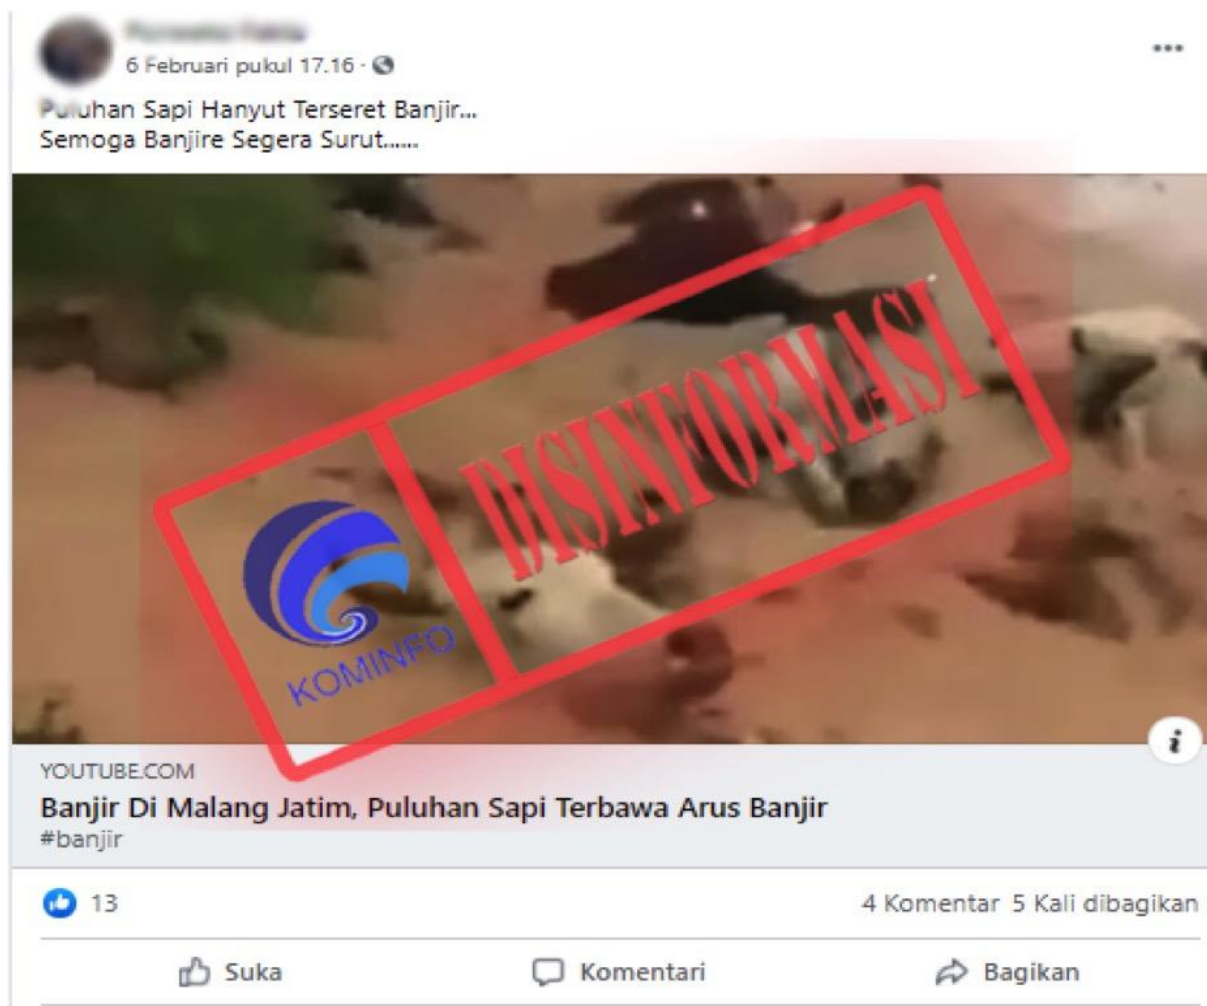 6 Februari pukul 17.16 ·
Puluhan Sapi Hanyut Terseret Banjir...
Semoga Banjire Segera Surut......
DISINFORMASI
KOMINFO
YOUTUBE.COM
Banjir Di Malang Jatim, Puluhan Sapi Terbawa Arus Banjir
#banjir
13
4 Komentar 5 Kali dibagikan
Suka
Komentari
Bagikan